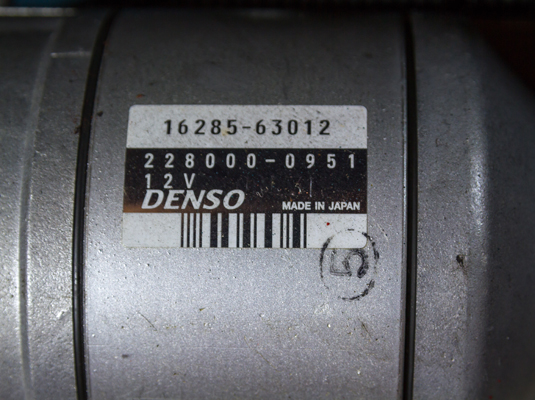 16285-63012
228000-0951
12V
DENSO MADE IN JAPAN
5